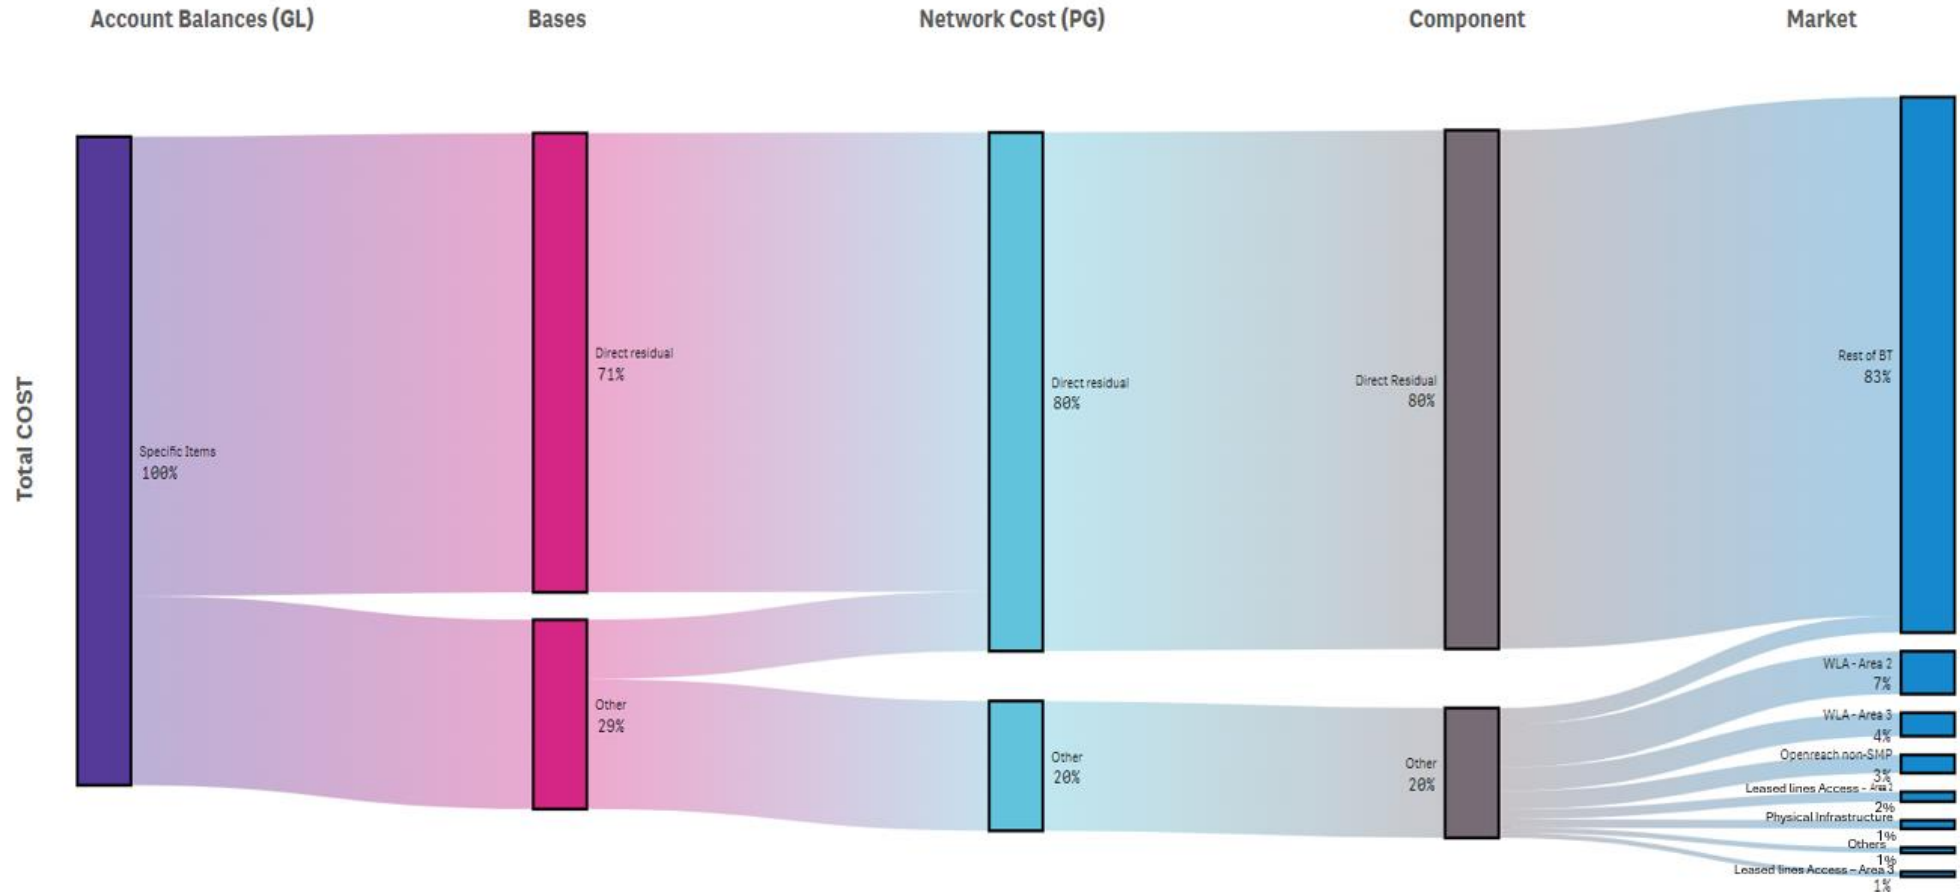 Account Balances (GL)
Bases
Network Cost (PG)
Component
Market
Total COST
Specific Items
100%
Direct residual
71%
Other
29%
Direct residual
80%
Other
20%
Direct Residual
80%
Other
20%
Rest of BT
83%
WLA - Area 2
7%
WLA - Area 3
4%
Openreach non-SMP
3%
Leased lines Access - Area 2
2%
Physical Infrastructure
1%
Others
1%
Leased lines Access – Area 3
1%